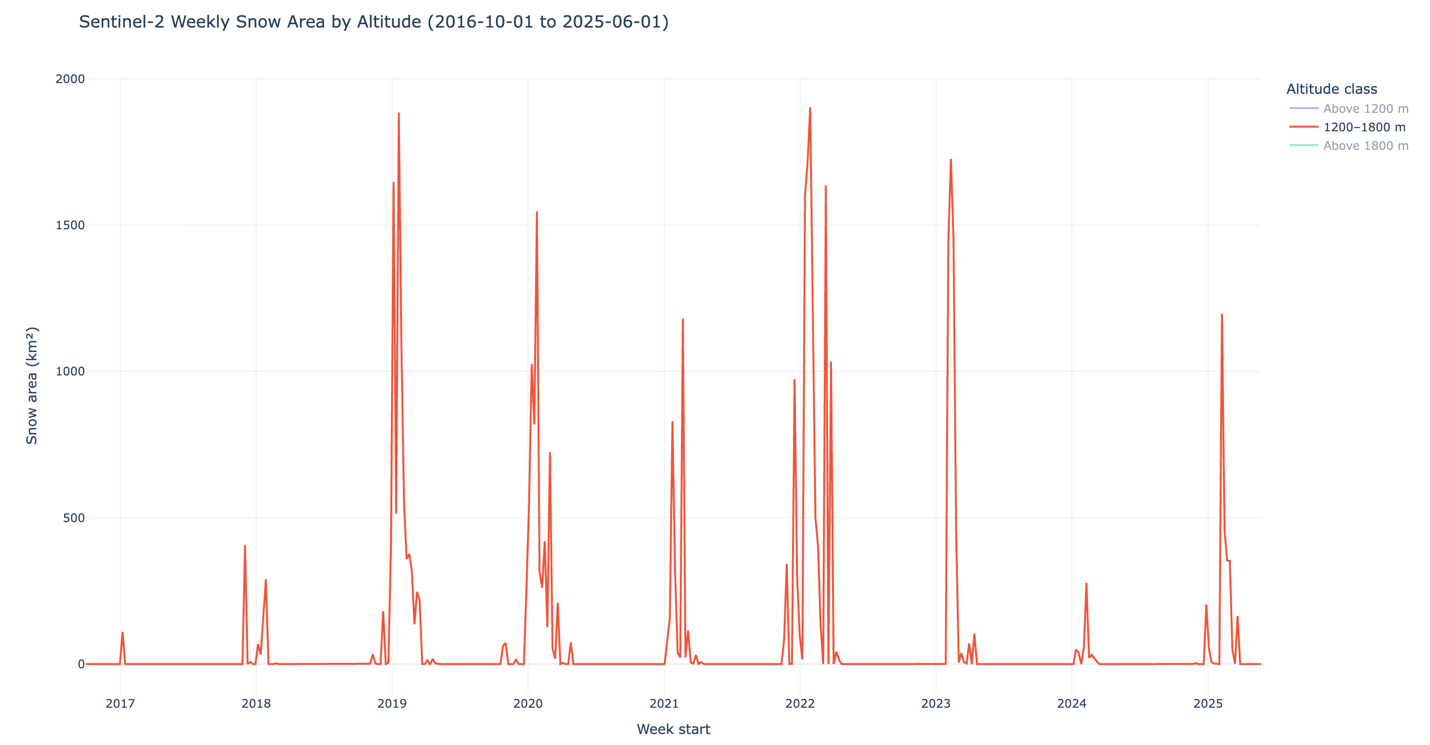 Sentinel-2 Weekly Snow Area by Altitude (2016-10-01 to 2025-06-01)
Altitude class
Above 1200 m
1200–1800 m
Above 1800 m
Snow area (km²)
2000
1500
1000
500
0
2017 2018 2019 2020 2021 2022 2023 2024 2025
Week start